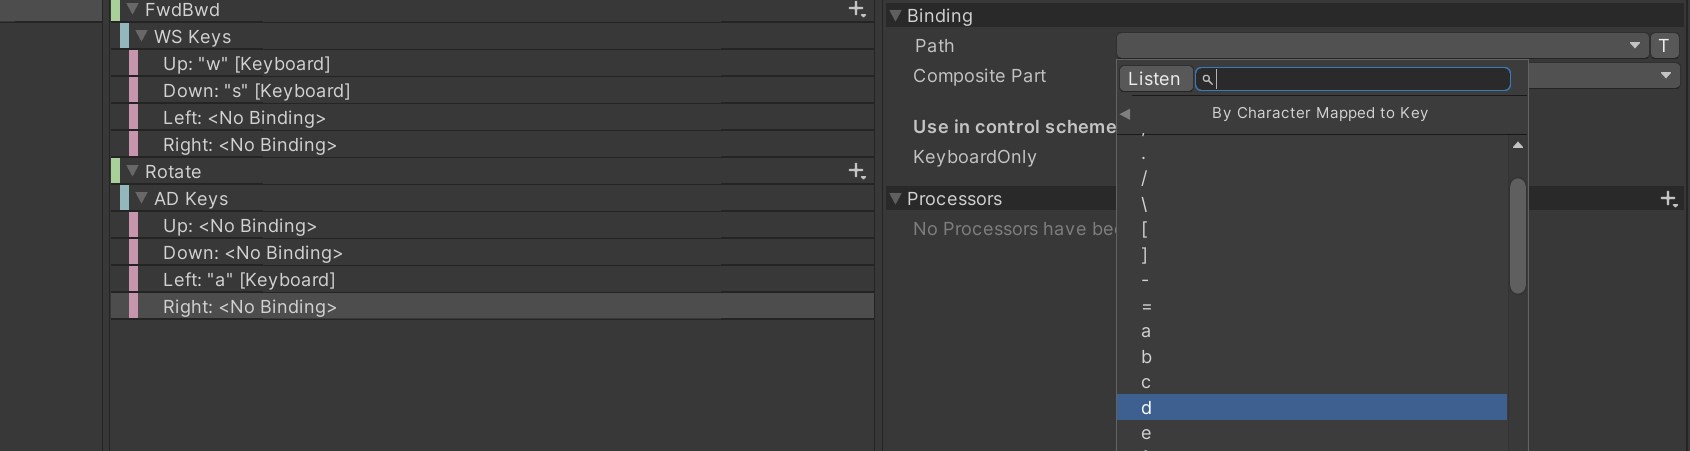 FwdBwd
WS Keys
Up: "w" [Keyboard]
Down: "s" [Keyboard]
Left: <No Binding>
Right: <No Binding>
Rotate
AD Keys
Up: <No Binding>
Down: <No Binding>
Left: "a" [Keyboard]
Right: <No Binding>
Binding
Path
T
Composite Part
Listen
By Character Mapped to Key
Use in control scheme
KeyboardOnly
Processors
No Processors have be
.
/
\
[
]
-
=
a
b
c
d
e